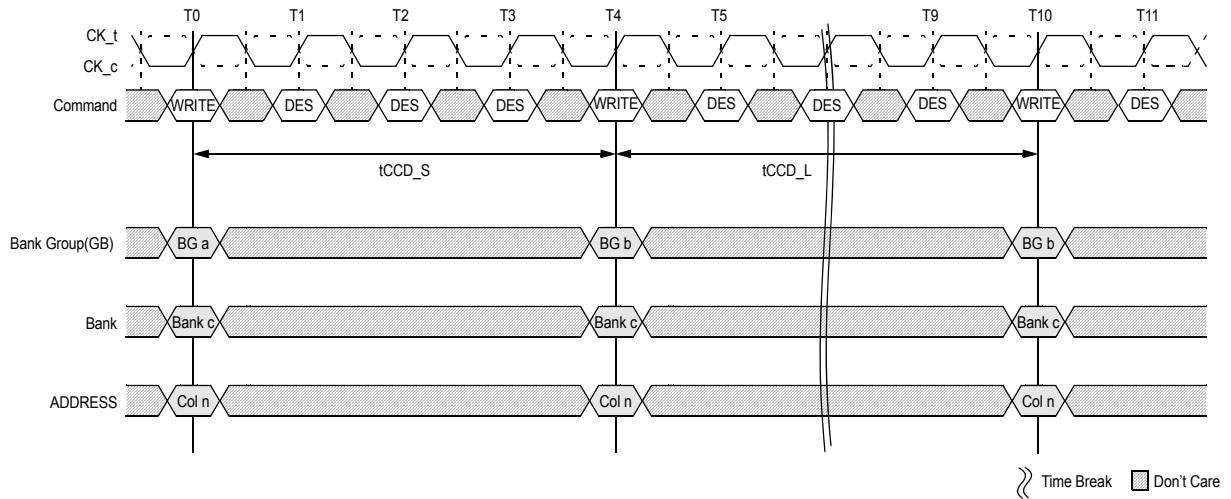 T0 T1 T2 T3 T4 T5 T9 T10 T11
CK_t
CK_c
Command WRITE DES DES DES WRITE DES DES DES WRITE DES
tCCD_S tCCD_L
Bank Group(GB) BG a BG b BG b
Bank Bank c Bank c Bank c
ADDRESS Col n Col n Col n
Time Break Don't Care